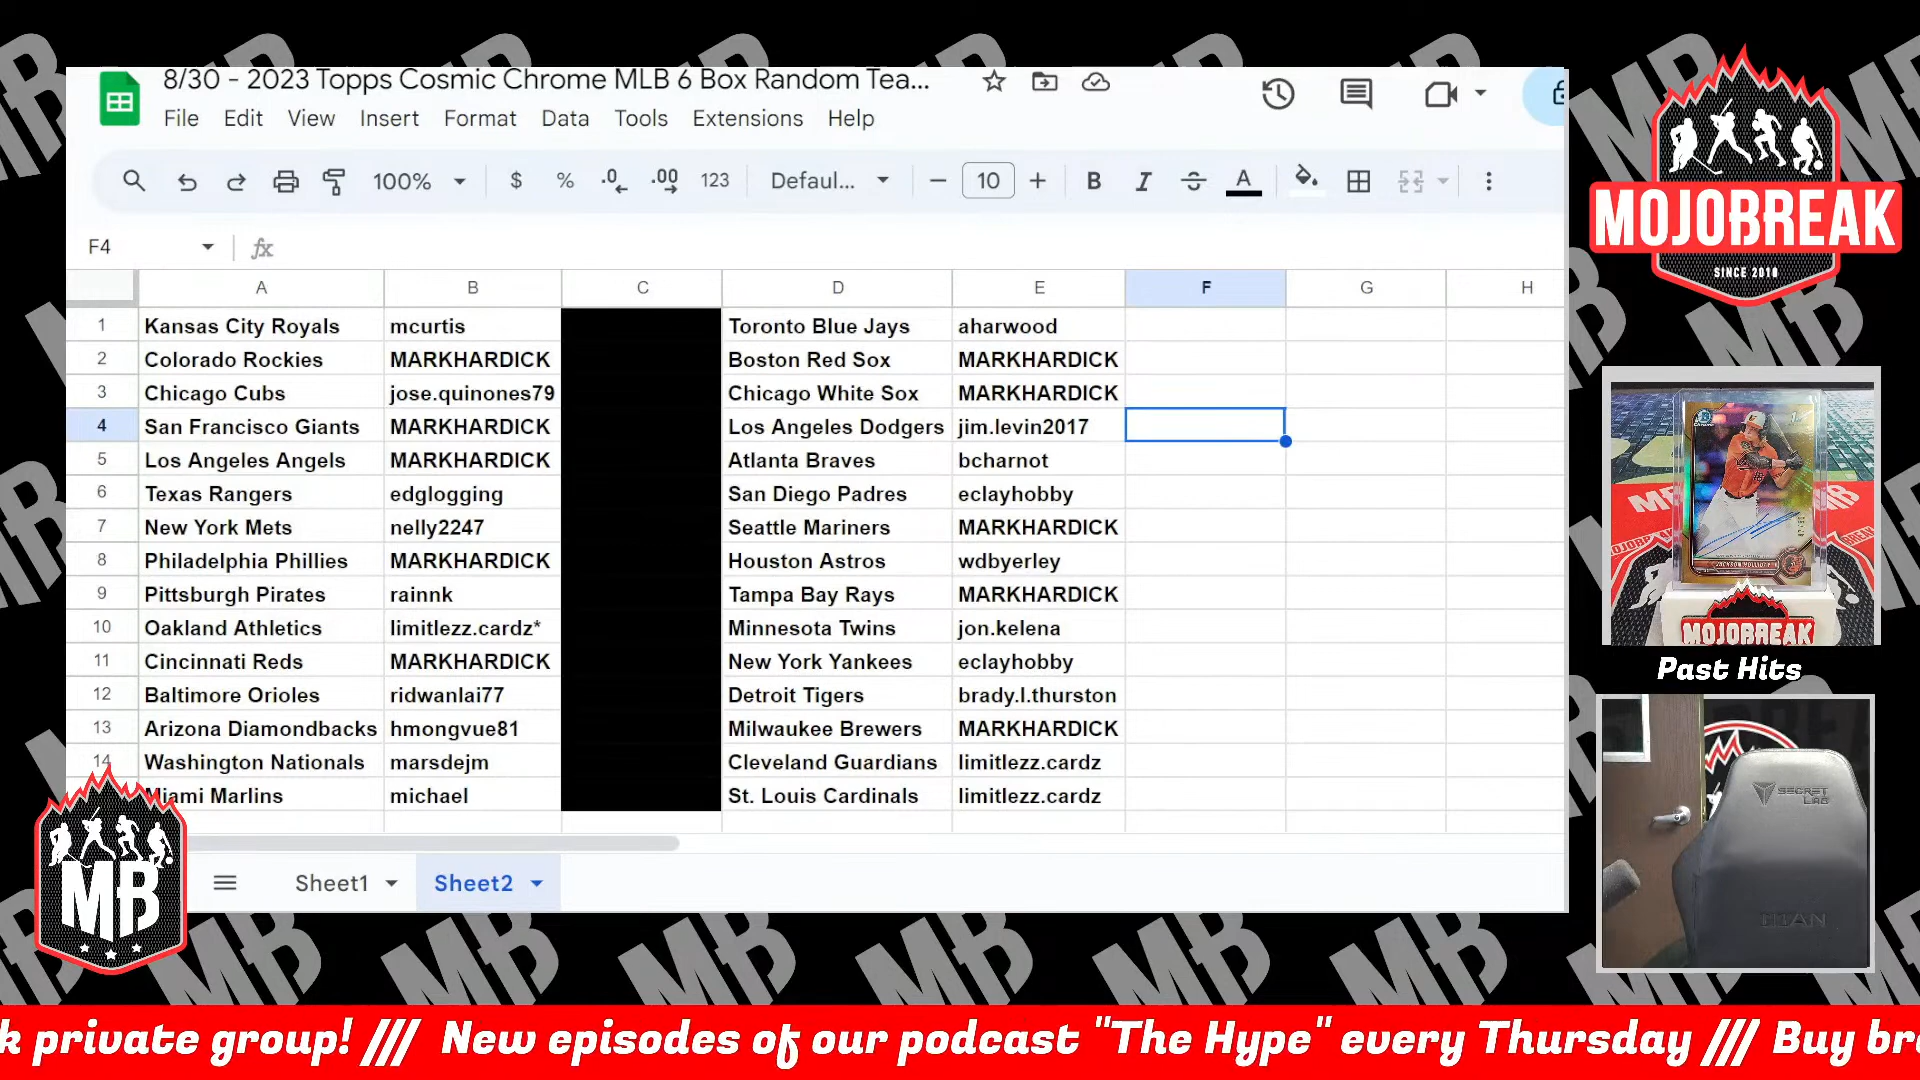 8/30 - 2023 Topps Cosmic Chrome MLB 6 Box Random Tea...
File Edit View Insert Format Data Tools Extensions Help
100% $ % .0 .00 123 Defaul... 10 B I A
F4 fx
A B C D E F G H
1 Kansas City Royals mcurtis Toronto Blue Jays aharwood
2 Colorado Rockies MARKHARDICK Boston Red Sox MARKHARDICK
3 Chicago Cubs jose.quinones79 Chicago White Sox MARKHARDICK
4 San Francisco Giants MARKHARDICK Los Angeles Dodgers jim.levin2017
5 Los Angeles Angels MARKHARDICK Atlanta Braves bcharnot
6 Texas Rangers edglogging San Diego Padres eclayhobby
7 New York Mets nelly2247 Seattle Mariners MARKHARDICK
8 Philadelphia Phillies MARKHARDICK Houston Astros wdbyerley
9 Pittsburgh Pirates rainnk Tampa Bay Rays MARKHARDICK
10 Oakland Athletics limitlezz.cardz* Minnesota Twins jon.kelena
11 Cincinnati Reds MARKHARDICK New York Yankees eclayhobby
12 Baltimore Orioles ridwanlai77 Detroit Tigers brady.l.thurston
13 Arizona Diamondbacks hmongvue81 Milwaukee Brewers MARKHARDICK
14 Washington Nationals marsdejm Cleveland Guardians limitlezz.cardz
Miami Marlins michael St. Louis Cardinals limitlezz.cardz
Sheet1 Sheet2
MB
MOJOBREAK
SINCE 2010
MOJOBREAK
Past Hits
SECRET LAB
TITAN
k private group! /// New episodes of our podcast "The Hype" every Thursday /// Buy br